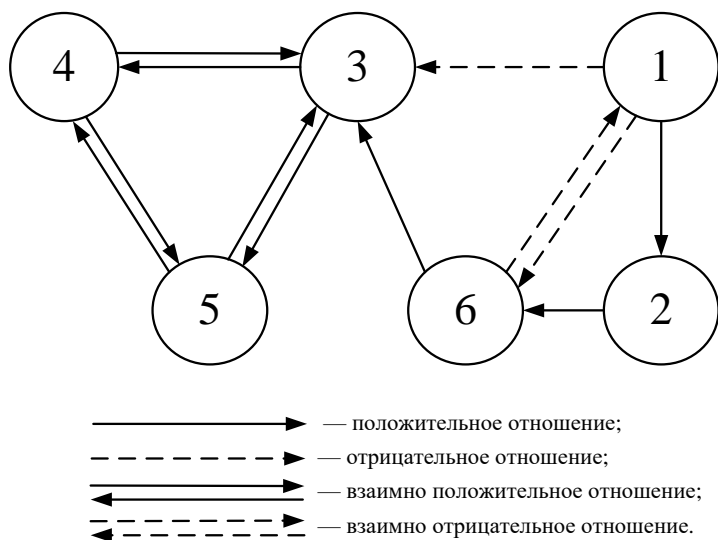 4 3 1
5 6 2
— положительное отношение;
— отрицательное отношение;
— взаимно положительное отношение;
— взаимно отрицательное отношение.